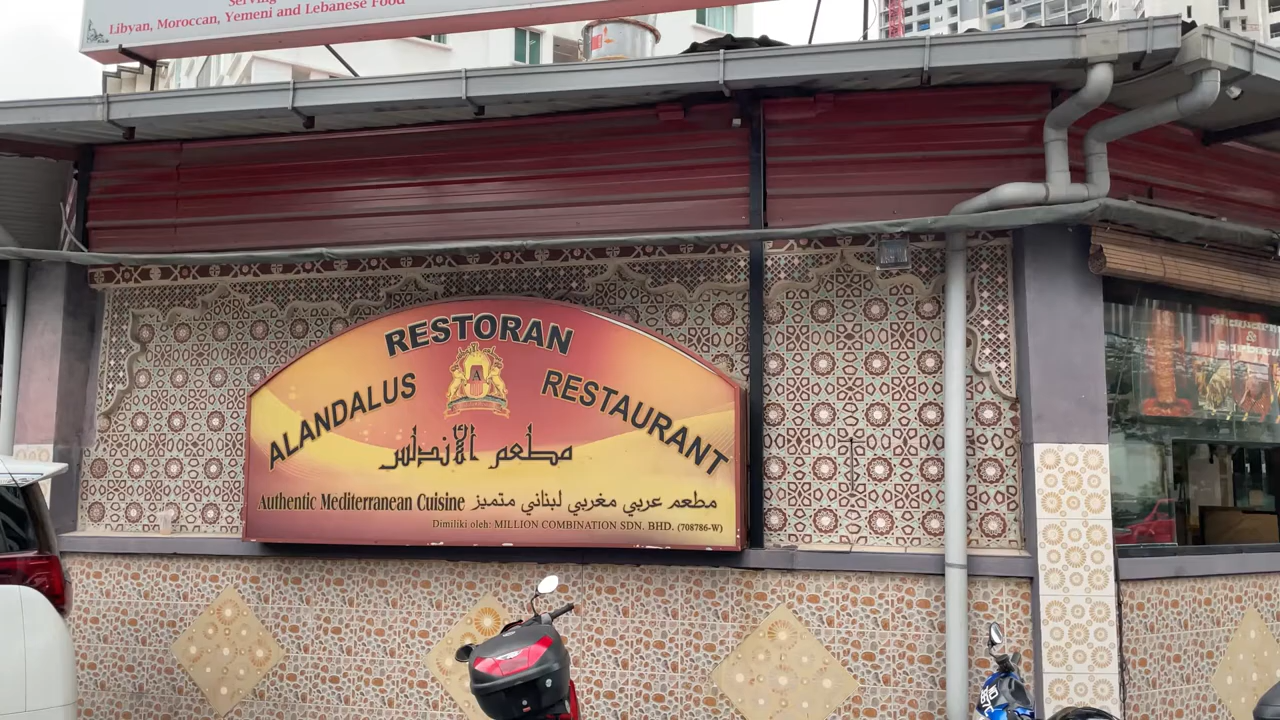 Serving
Libyan, Moroccan, Yemeni and Lebanese Food
RESTORAN
ALANDALUS RESTAURANT
A
مطعم الأندلس
Authentic Mediterranean Cuisine مطعم عربي مغربي لبناني متميز
Dimiliki oleh: MILLION COMBINATION SDN. BHD. (708786-W)